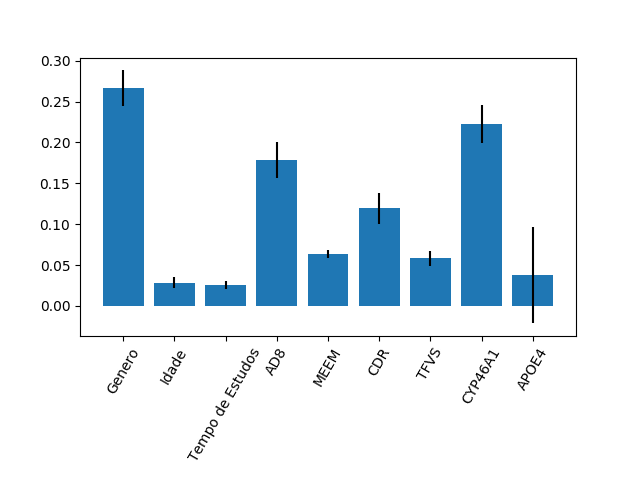 0.30
0.25
0.20
0.15
0.10
0.05
0.00
Genero
Idade
Tempo de Estudos
AD8
MEEM
CDR
TFVS
CYP46A1
APOE4